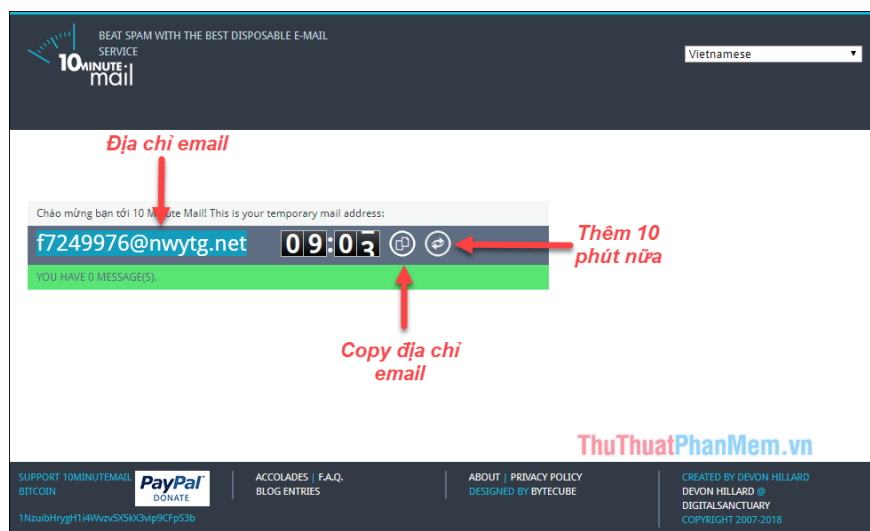 BEAT SPAM WITH THE BEST DISPOSABLE E-MAIL
SERVICE
10 MINUTE
mail
Vietnamese
Địa chỉ email
Chào mừng bạn tới 10 Minute Mail! This is your temporary mail address:
f7249976@nwytg.net
09:03
Thêm 10
phút nữa
YOU HAVE 0 MESSAGE(S).
Copy địa chỉ
email
ThuThuatPhanMem.vn
SUPPORT 10MINUTEMAIL
BITCOIN
PayPal
DONATE
ACCOLADES | F.A.Q.
BLOG ENTRIES
ABOUT | PRIVACY POLICY
DESIGNED BY BYTECUBE
CREATED BY DEVON HILLARD
DEVON HILLARD @
DIGITALSANCTUARY
COPYRIGHT 2007-2018